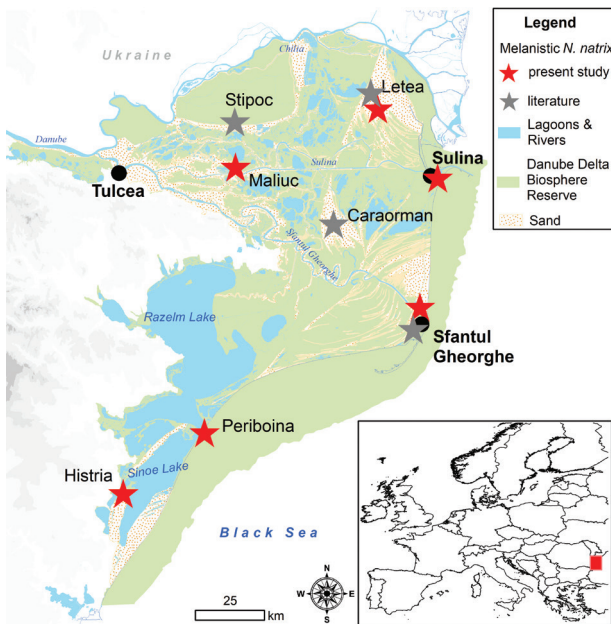 Ukraine
Chilia
Letea
Stipoc
Danube
Sulina
Sulina
Maliuc
Tulcea
Caraorman
Sfantul Gheorghe
Razelm Lake
Sfantul
Gheorghe
Periboina
Sinoe Lake
Histria
Black Sea
25
km
N
W
E
S
Legend
Melanistic N. natrix
present study
literature
Lagoons &
Rivers
Danube Delta
Biosphere
Reserve
Sand